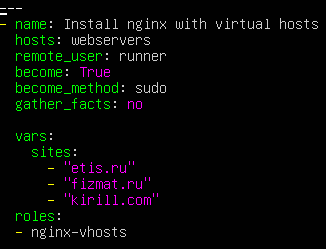 ---
- name: Install nginx with virtual hosts
  hosts: webservers
  remote_user: runner
  become: True
  become_method: sudo
  gather_facts: no

  vars:
    sites:
      - "etis.ru"
      - "fizmat.ru"
      - "kirill.com"
  roles:
  - nginx-vhosts